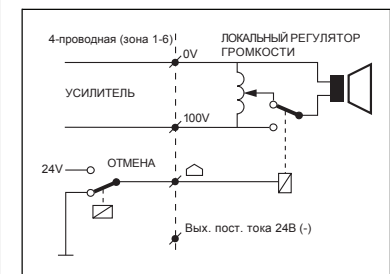 4-проводная (зона 1-6)
0V
ЛОКАЛЬНЫЙ РЕГУЛЯТОР
ГРОМКОСТИ
УСИЛИТЕЛЬ
100V
24V
ОТМЕНА
Вых. пост. тока 24В (-)